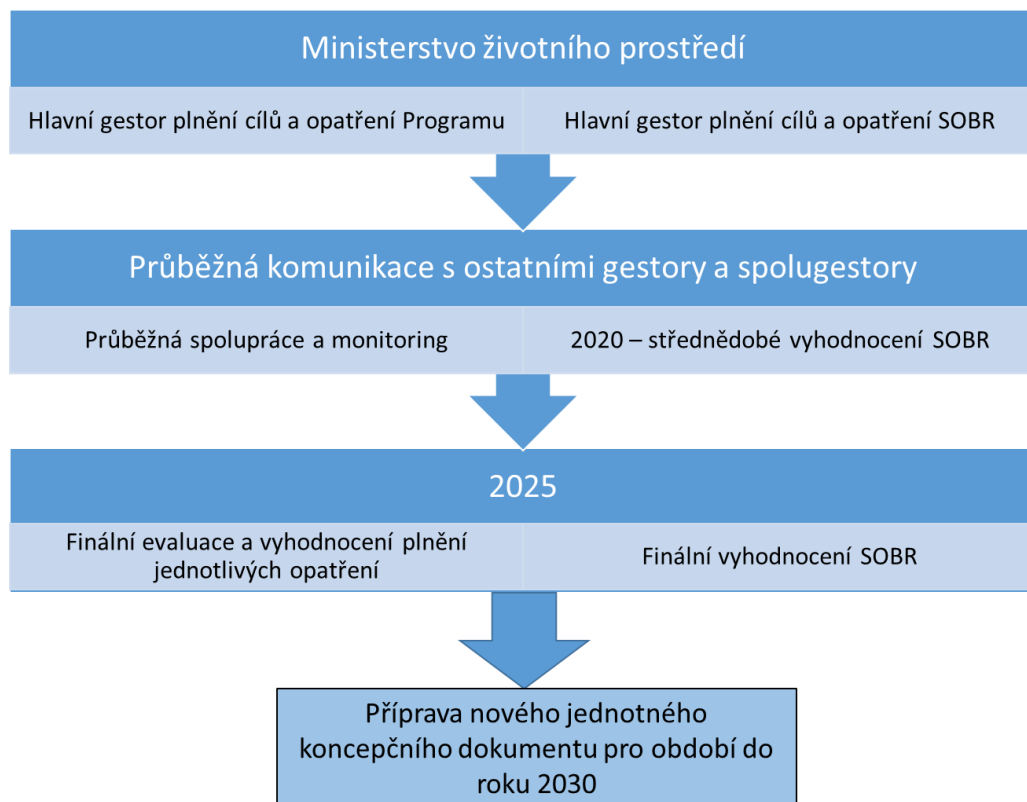 Ministerstvo životního prostředí
Hlavní gestor plnění cílů a opatření Programu
Hlavní gestor plnění cílů a opatření SOBR
Průběžná komunikace s ostatními gestory a spolugestory
Průběžná spolupráce a monitoring
2020 – střednědobé vyhodnocení SOBR
2025
Finální evaluace a vyhodnocení plnění
jednotlivých opatření
Finální vyhodnocení SOBR
Příprava nového jednotného
koncepčního dokumentu pro období do
roku 2030